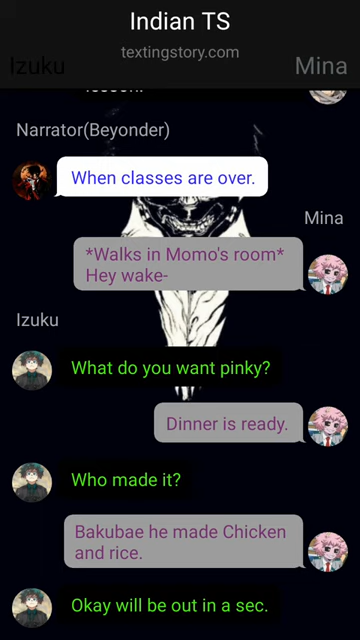 Indian TS
textingstory.com
Izuku
Mina
Narrator(Beyonder)
When classes are over.
Mina
*Walks in Momo's room*
Hey wake-
Izuku
What do you want pinky?
Dinner is ready.
Who made it?
Bakubae he made Chicken
and rice.
Okay will be out in a sec.